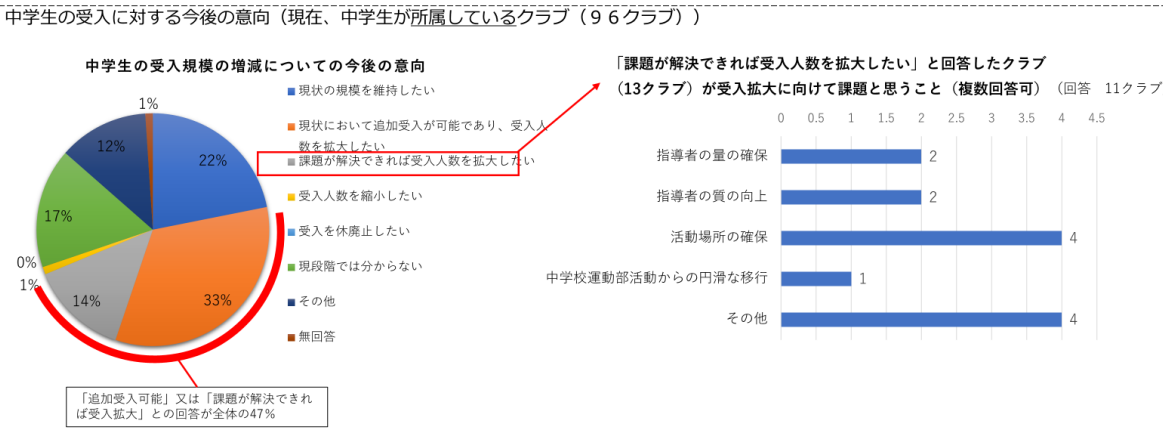 中学生の受入に対する今後の意向（現在、中学生が所属しているクラブ（９６クラブ））
中学生の受入規模の増減についての今後の意向
1%
12%
22%
17%
0%
1%
14%
33%
現状の規模を維持したい
現状において追加受入が可能であり、受入人
数を拡大したい
課題が解決できれば受入人数を拡大したい
受入人数を縮小したい
受入を休廃止したい
現段階では分からない
その他
無回答
「追加受入可能」又は「課題が解決できれ
ば受入拡大」との回答が全体の47%
「課題が解決できれば受入人数を拡大したい」と回答したクラブ
（13クラブ）が受入拡大に向けて課題と思うこと（複数回答可）（回答　11クラブ
0 0.5 1 1.5 2 2.5 3 3.5 4 4.5
指導者の量の確保 2
指導者の質の向上 2
活動場所の確保 4
中学校運動部活動からの円滑な移行 1
その他 4